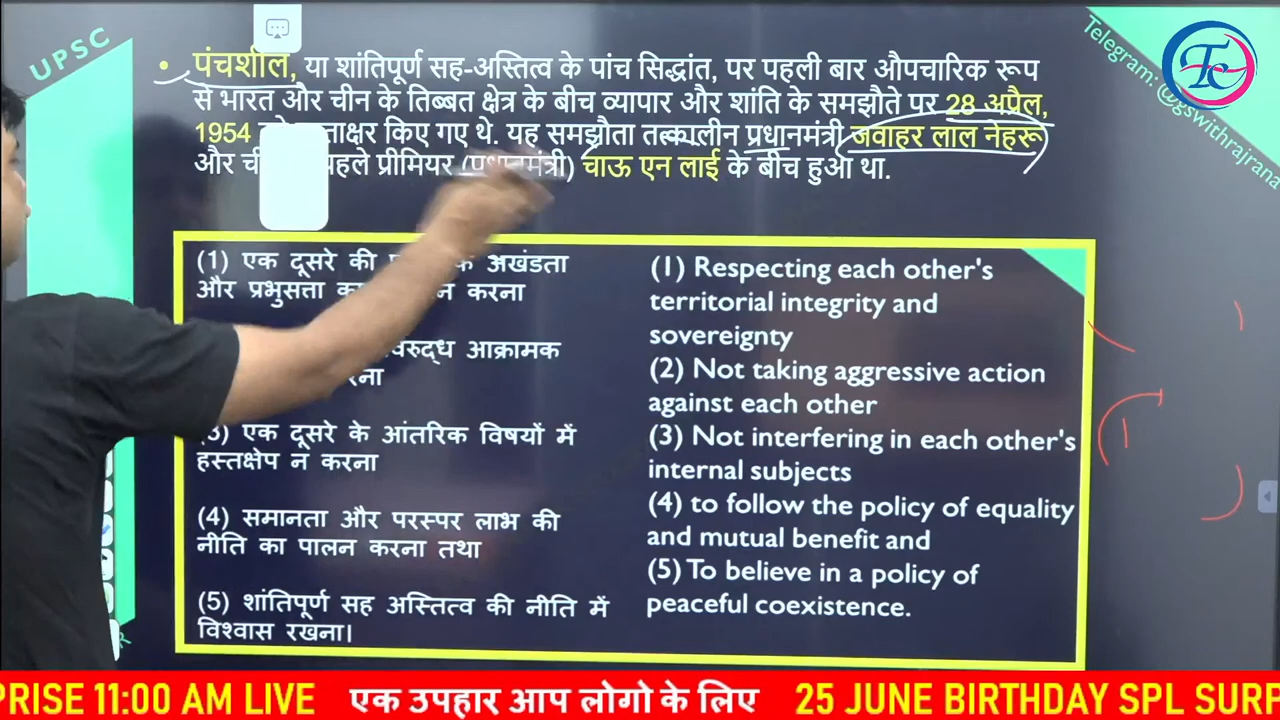 UPSC
Telegram: @gswithrajrana
• पंचशील, या शांतिपूर्ण सह-अस्तित्व के पांच सिद्धांत, पर पहली बार औपचारिक रूप
से भारत और चीन के तिब्बत क्षेत्र के बीच व्यापार और शांति के समझौते पर 28 अप्रैल,
1954 किए गए थे. यह समझौता तत्कालीन प्रधानमंत्री जवाहर लाल नेहरू
और प्रीमियर (प्रधानमंत्री) चाऊ एन लाई के बीच हुआ था.
(1) एक दूसरे की अखंडता
और प्रभुसत्ता करना
आक्रामक
(3) एक दूसरे के आंतरिक विषयों में
हस्तक्षेप न करना
(4) समानता और परस्पर लाभ की
नीति का पालन करना तथा
(5) शांतिपूर्ण सह अस्तित्व की नीति में
विश्वास रखना।
(1) Respecting each other's
territorial integrity and
sovereignty
(2) Not taking aggressive action
against each other
(3) Not interfering in each other's
internal subjects
(4) to follow the policy of equality
and mutual benefit and
(5) To believe in a policy of
peaceful coexistence.
PRISE 11:00 AM LIVE एक उपहार आप लोगो के लिए 25 JUNE BIRTHDAY SPL SURP